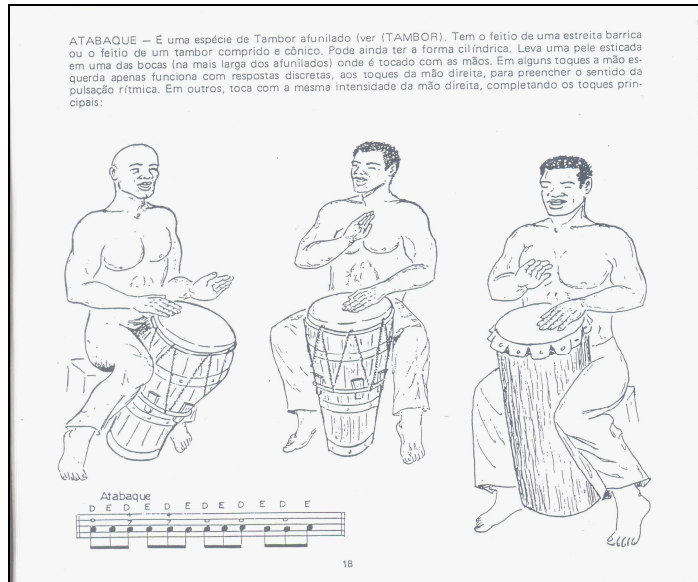 ATABAQUE — É uma espécie de Tambor afunilado (ver (TAMBOR). Tem o feitio de uma estreita barrica
ou o feitio de um tambor comprido e cônico. Pode ainda ter a forma cilíndrica. Leva uma pele esticada
em uma das bocas (na mais larga dos afunilados) onde é tocado com as mãos. Em alguns toques a mão es-
querda apenas funciona com respostas discretas, aos toques da mão direita, para preencher o sentido da
pulsação rítmica. Em outros, toca com a mesma intensidade da mão direita, completando os toques prin-
cipais:
Atabaque
D E D E D E D E D E D E
18